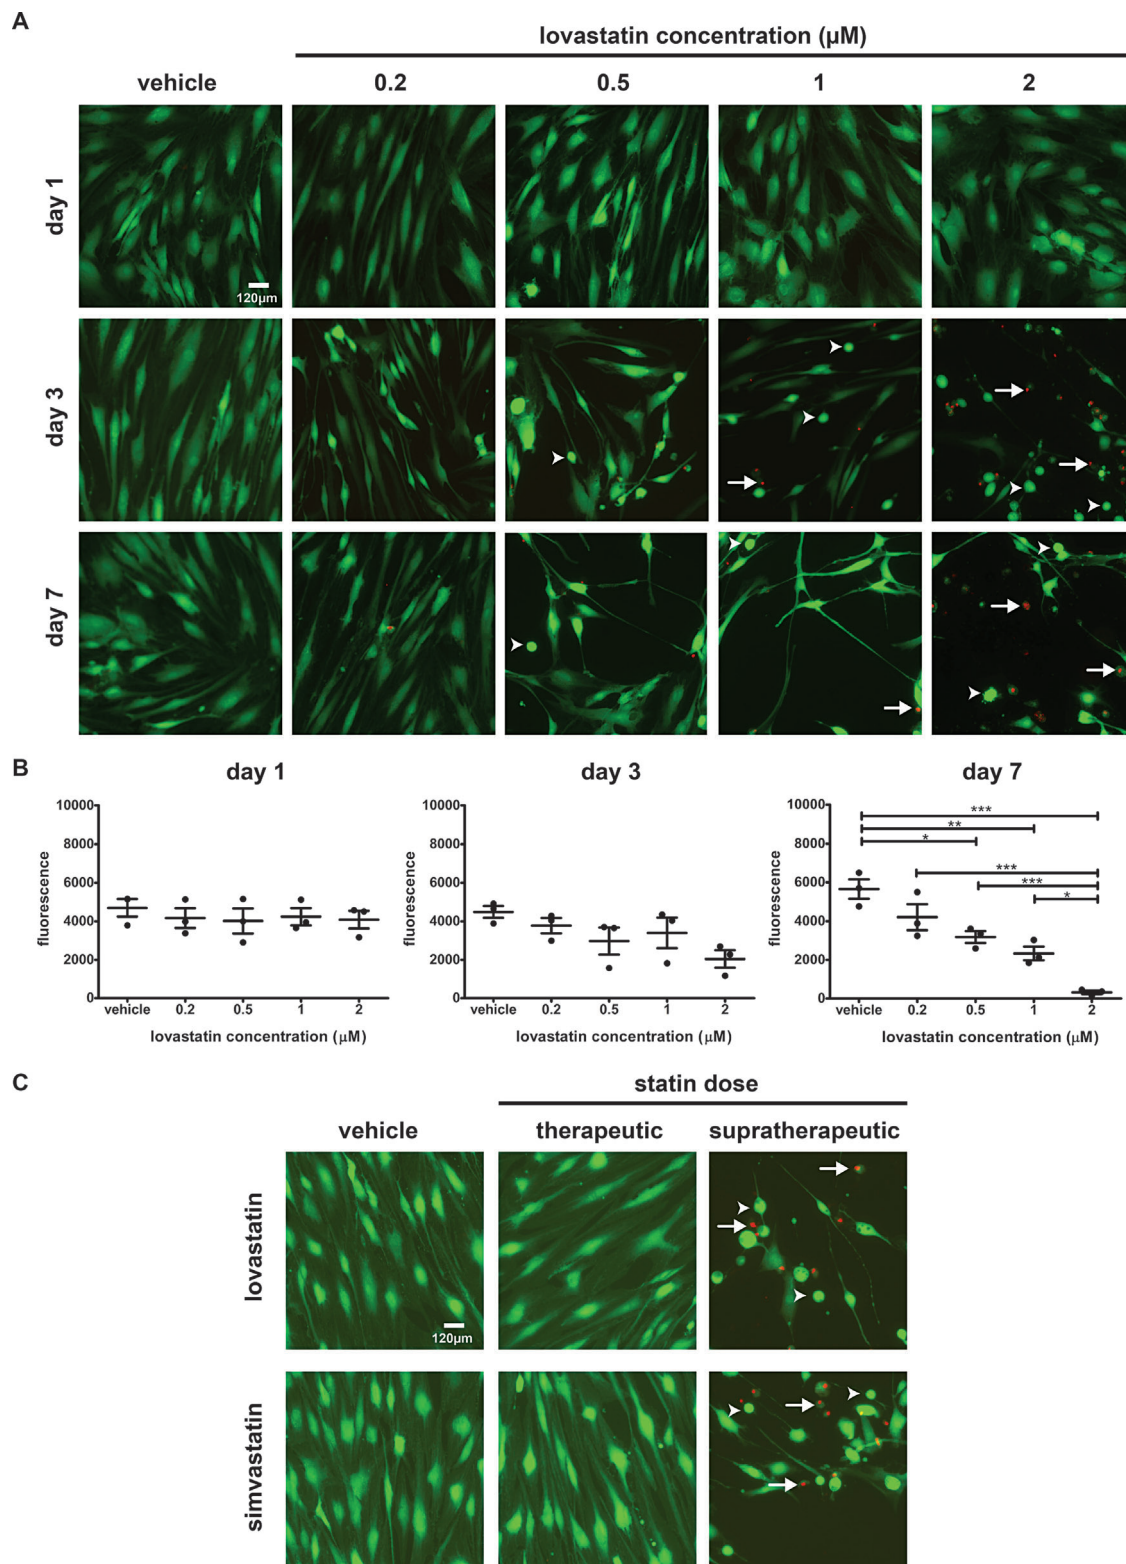 A
lovastatin concentration (µM)
vehicle 0.2 0.5 1 2
day 1
120µm
day 3
day 7
B
day 1 day 3 day 7
10000 10000 10000
8000 8000 8000
6000 6000 6000
4000 4000 4000
2000 2000 2000
0 0 0
fluorescence fluorescence fluorescence
***
**
*
***
***
*
vehicle 0.2 0.5 1 2 vehicle 0.2 0.5 1 2 vehicle 0.2 0.5 1 2
lovastatin concentration (µM) lovastatin concentration (µM) lovastatin concentration (µM)
C
statin dose
vehicle therapeutic supratherapeutic
lovastatin
120µm
simvastatin